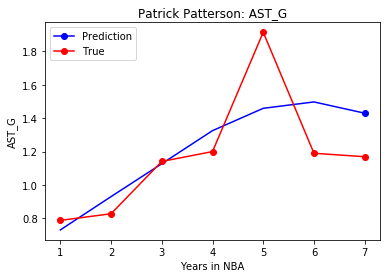 Patrick Patterson: AST_G
Prediction
True
AST_G
1.8
1.6
1.4
1.2
1.0
0.8
1 2 3 4 5 6 7
Years in NBA